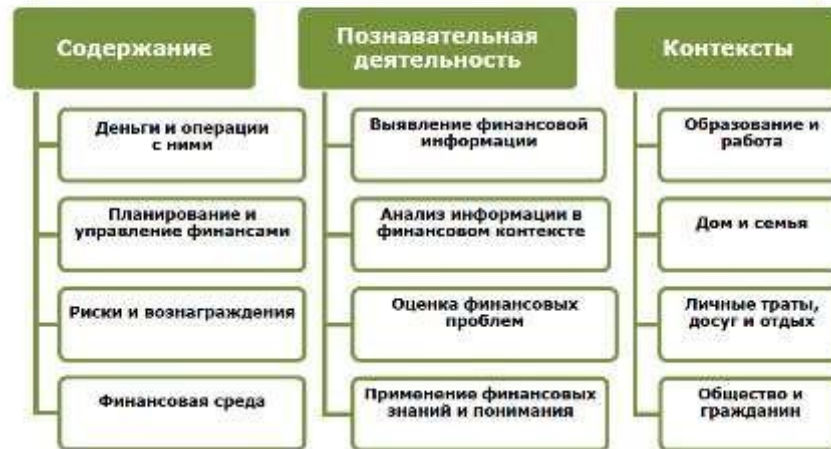 Содержание
Деньги и операции
с ними
Планирование и
управление финансами
Риски и вознаграждения
Финансовая среда
Познавательная
деятельность
Выявление финансовой
информации
Анализ информации в
финансовом контексте
Оценка финансовых
проблем
Применение финансовых
знаний и понимания
Контексты
Образование и
работа
Дом и семья
Личные траты,
досуг и отдых
Общество и
гражданин